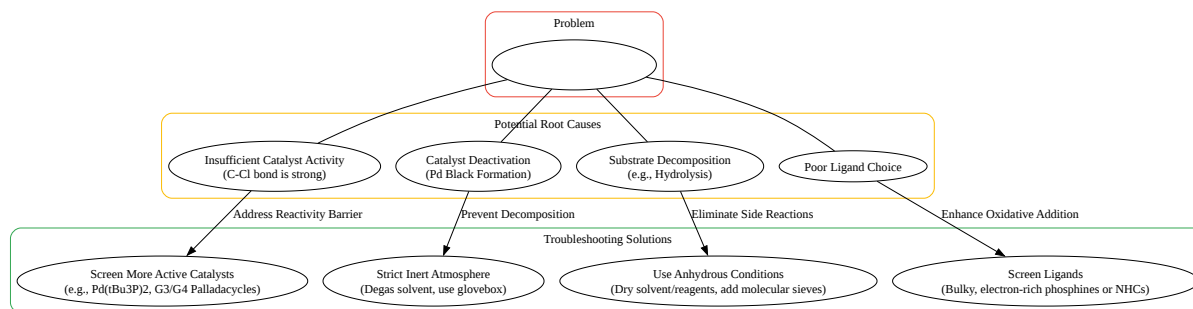 Problem
Potential Root Causes
Insufficient Catalyst Activity
(C-Cl bond is strong)
Catalyst Deactivation
(Pd Black Formation)
Substrate Decomposition
(e.g., Hydrolysis)
Poor Ligand Choice
Address Reactivity Barrier
Prevent Decomposition
Eliminate Side Reactions
Enhance Oxidative Addition
Troubleshooting Solutions
Screen More Active Catalysts
(e.g., Pd(tBu3P)2, G3/G4 Palladacycles)
Strict Inert Atmosphere
(Degas solvent, use glovebox)
Use Anhydrous Conditions
(Dry solvent/reagents, add molecular sieves)
Screen Ligands
(Bulky, electron-rich phosphines or NHCs)